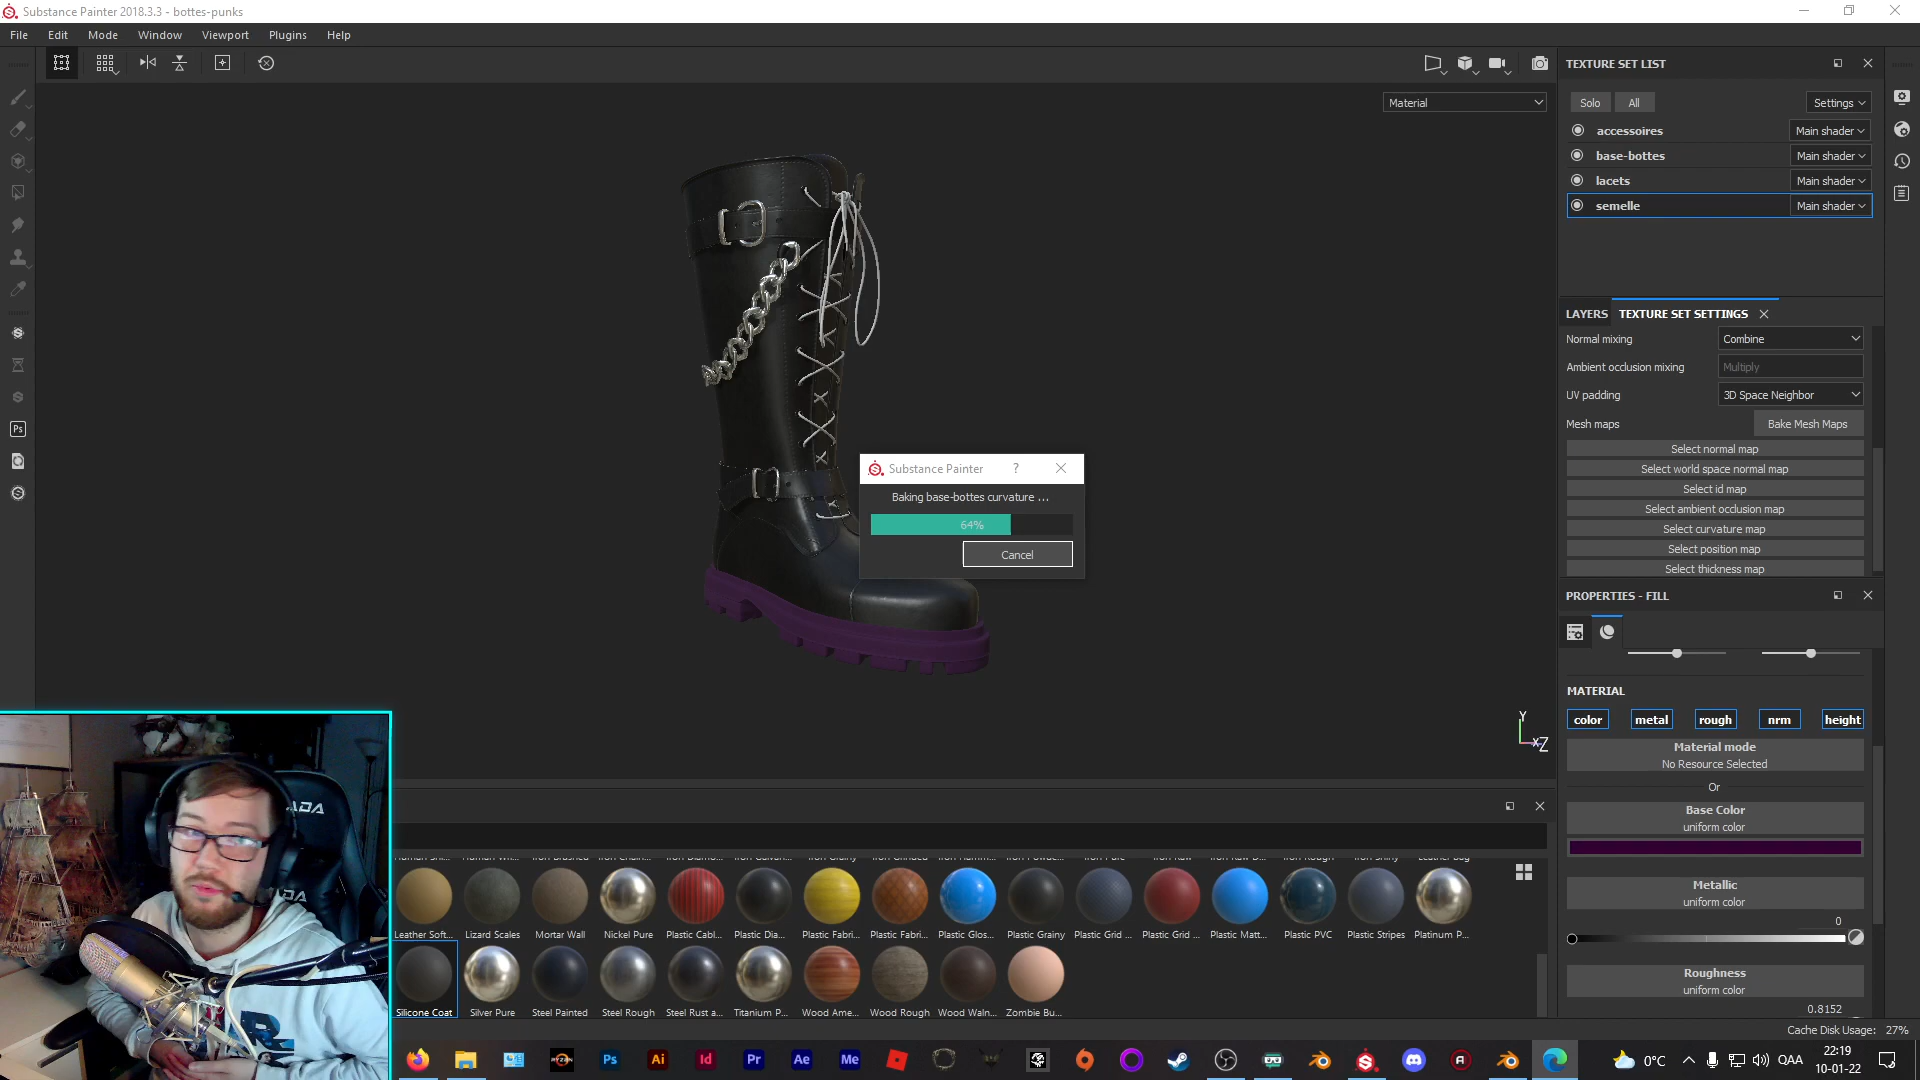 Substance Painter 2018.3.3 - bottes-punks
File Edit Mode Window Viewport Plugins Help
Material
TEXTURE SET LIST
Solo All Settings
accessoires Main shader
base-bottes Main shader
lacets Main shader
semelle Main shader
LAYERS TEXTURE SET SETTINGS
Normal mixing Combine
Ambient occlusion mixing Multiply
UV padding 3D Space Neighbor
Mesh maps Bake Mesh Maps
Select normal map
Select world space normal map
Select id map
Select ambient occlusion map
Select curvature map
Select position map
Select thickness map
Substance Painter ?
Baking base-bottes curvature ...
64%
Cancel
PROPERTIES - FILL
MATERIAL
color metal rough nrm height
Material mode
No Resource Selected
Or
Base Color
uniform color
Metallic
uniform color
0
Roughness
uniform color
0.8152
Y
X Z
Leather Soft... Lizard Scales Mortar Wall Nickel Pure Plastic Cabl... Plastic Dia... Plastic Fabri... Plastic Fabri... Plastic Glos... Plastic Grainy Plastic Grid ... Plastic Grid ... Plastic Matt... Plastic PVC Plastic Stripes Platinum P...
Silicone Coat Silver Pure Steel Painted Steel Rough Steel Rust a... Titanium P... Wood Ame... Wood Rough Wood Waln... Zombie Bu...
Cache Disk Usage: 27%
Ps
Ps Ai Id Pr Ae Me
0°C QAA
22:19
10-01-22